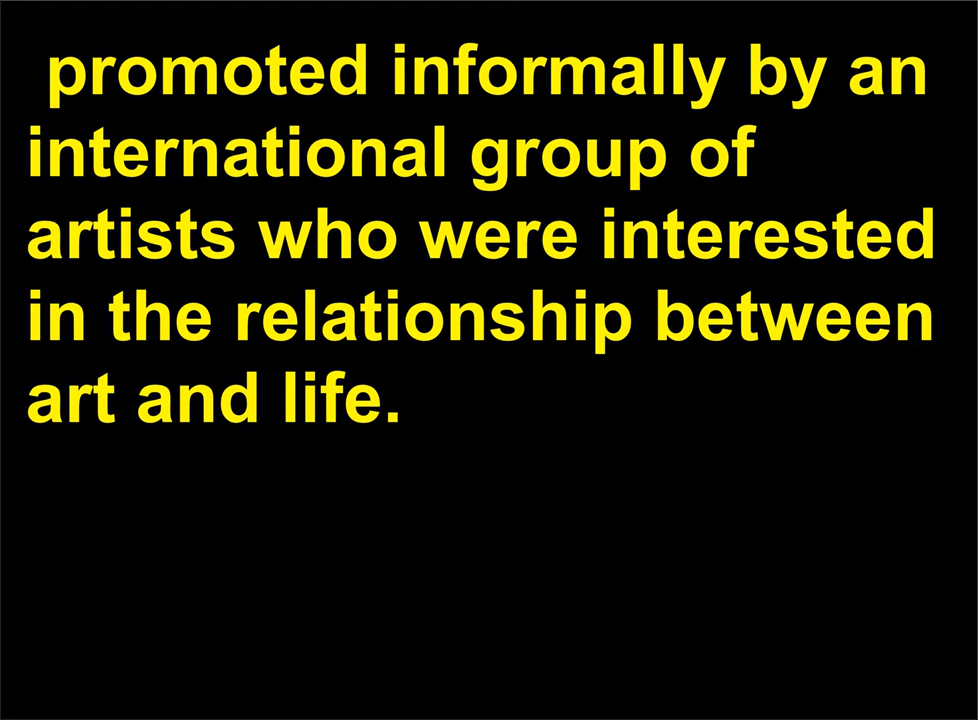 promoted informally by an
international group of
artists who were interested
in the relationship between
art and life.